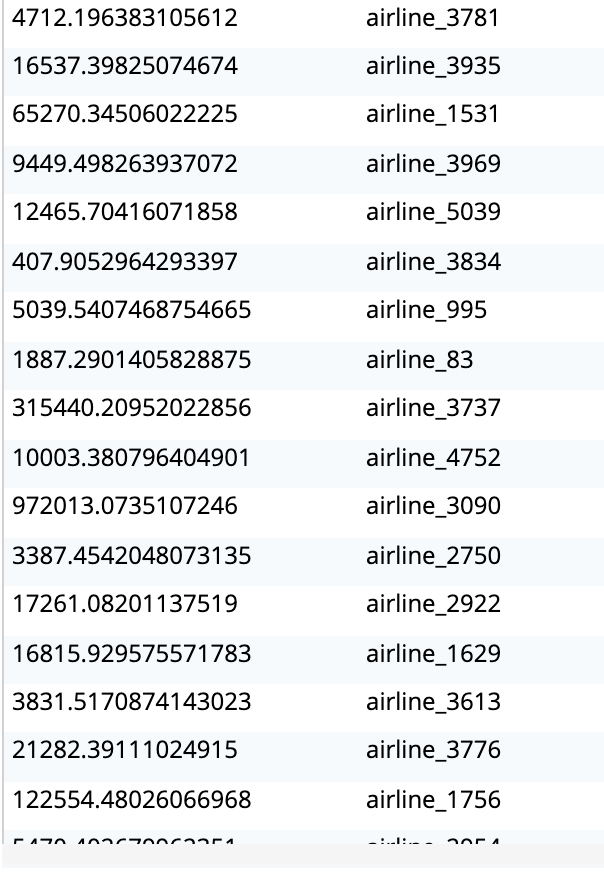 4712.196383105612 airline_3781
16537.39825074674 airline_3935
65270.34506022225 airline_1531
9449.498263937072 airline_3969
12465.70416071858 airline_5039
407.9052964293397 airline_3834
5039.5407468754665 airline_995
1887.2901405828875 airline_83
315440.20952022856 airline_3737
10003.380796404901 airline_4752
972013.0735107246 airline_3090
3387.4542048073135 airline_2750
17261.08201137519 airline_2922
16815.929575571783 airline_1629
3831.5170874143023 airline_3613
21282.39111024915 airline_3776
122554.48026066968 airline_1756